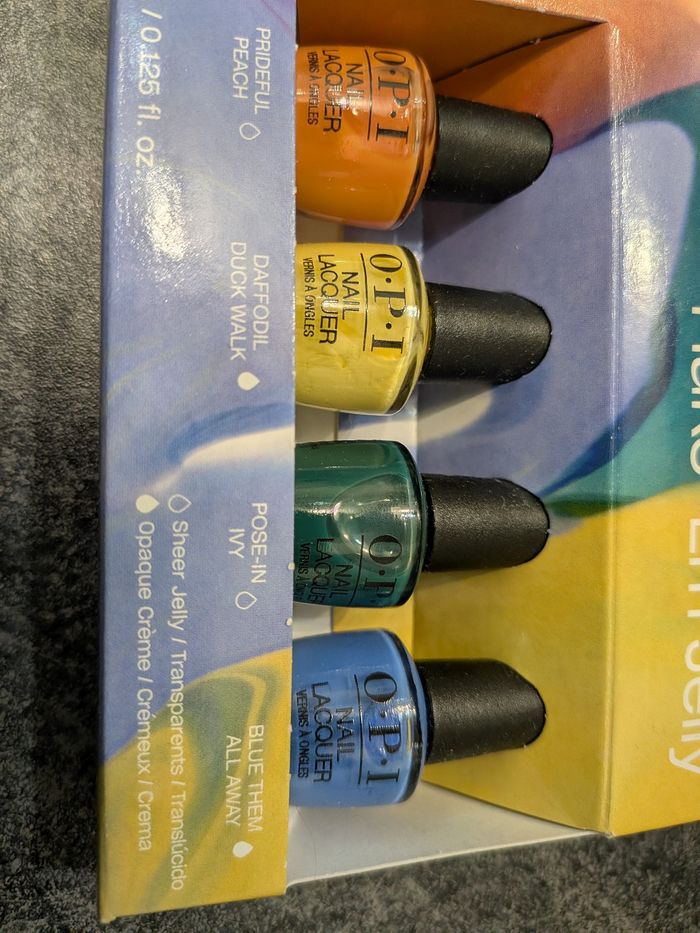 PRIDEFUL
PEACH
DAFFODIL
DUCK WALK
POSE-IN
IVY
BLUE THEM
ALL AWAY
Sheer Jelly / Transparents / Translúcido
Opaque Crème / Crémeux / Crema
/ 0.125 fl. oz.
O·P·I
NAIL
LACQUER
VERNIS À ONGLES
O·P·I
NAIL
LACQUER
VERNIS À ONGLES
O·P·I
NAIL
LACQUER
VERNIS À ONGLES
O·P·I
NAIL
LACQUER
VERNIS À ONGLES
Jelly